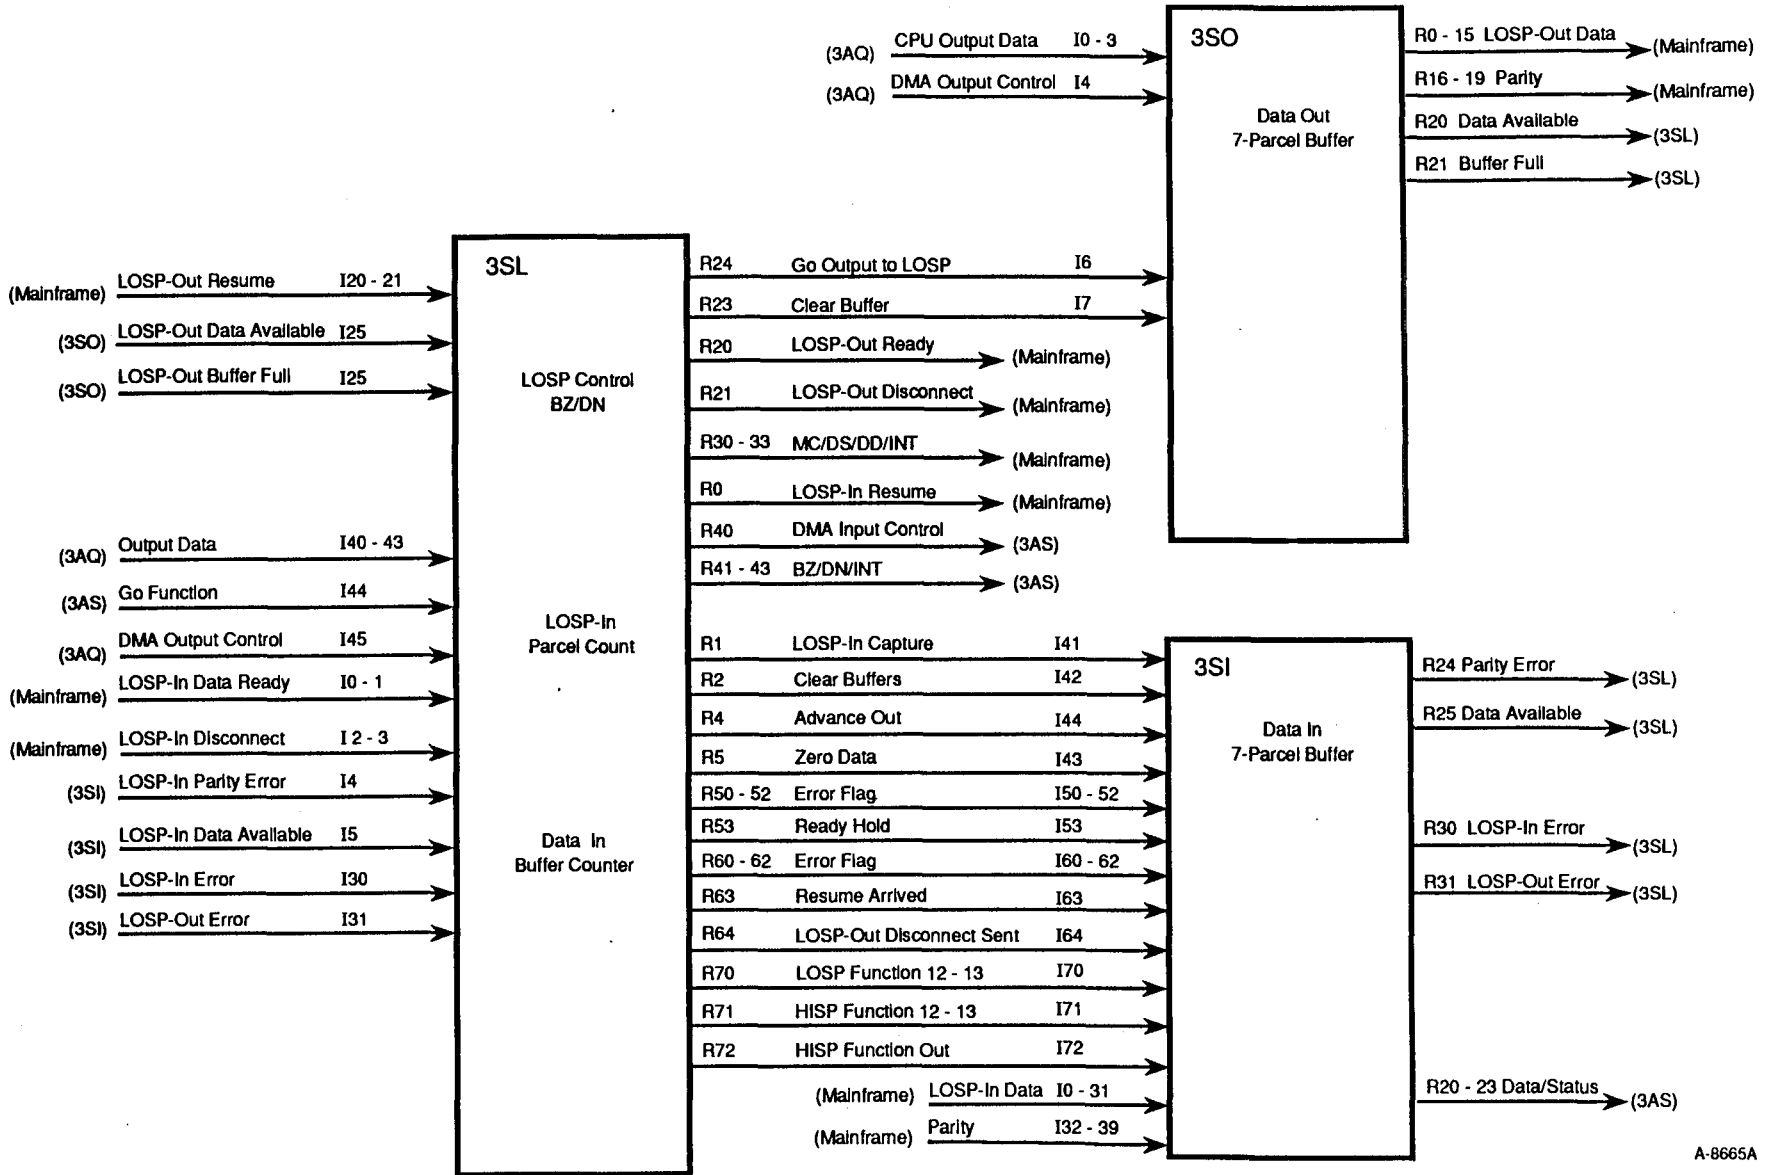 (3AQ) CPU Output Data I0 - 3
(3AQ) DMA Output Control I4
3SO
Data Out
7-Parcel Buffer
R0 - 15 LOSP-Out Data (Mainframe)
R16 - 19 Parity (Mainframe)
R20 Data Available (3SL)
R21 Buffer Full (3SL)
(Mainframe) LOSP-Out Resume I20 - 21
(3SO) LOSP-Out Data Available I25
(3SO) LOSP-Out Buffer Full I25
(3AQ) Output Data I40 - 43
(3AS) Go Function I44
(3AQ) DMA Output Control I45
(Mainframe) LOSP-In Data Ready I0 - 1
(Mainframe) LOSP-In Disconnect I 2 - 3
(3SI) LOSP-In Parity Error I4
(3SI) LOSP-In Data Available I5
(3SI) LOSP-In Error I30
(3SI) LOSP-Out Error I31
3SL
LOSP Control
BZ/DN
LOSP-In
Parcel Count
Data In
Buffer Counter
R24 Go Output to LOSP I6
R23 Clear Buffer I7
R20 LOSP-Out Ready (Mainframe)
R21 LOSP-Out Disconnect (Mainframe)
R30 - 33 MC/DS/DD/INT (Mainframe)
R0 LOSP-In Resume (Mainframe)
R40 DMA Input Control (3AS)
R41 - 43 BZ/DN/INT (3AS)
R1 LOSP-In Capture I41
R2 Clear Buffers I42
R4 Advance Out I44
R5 Zero Data I43
R50 - 52 Error Flag I50 - 52
R53 Ready Hold I53
R60 - 62 Error Flag I60 - 62
R63 Resume Arrived I63
R64 LOSP-Out Disconnect Sent I64
R70 LOSP Function 12 - 13 I70
R71 HISP Function 12 - 13 I71
R72 HISP Function Out I72
(Mainframe) LOSP-In Data I0 - 31
(Mainframe) Parity I32 - 39
3SI
Data In
7-Parcel Buffer
R24 Parity Error (3SL)
R25 Data Available (3SL)
R30 LOSP-In Error (3SL)
R31 LOSP-Out Error (3SL)
R20 - 23 Data/Status (3AS)
A-8665A